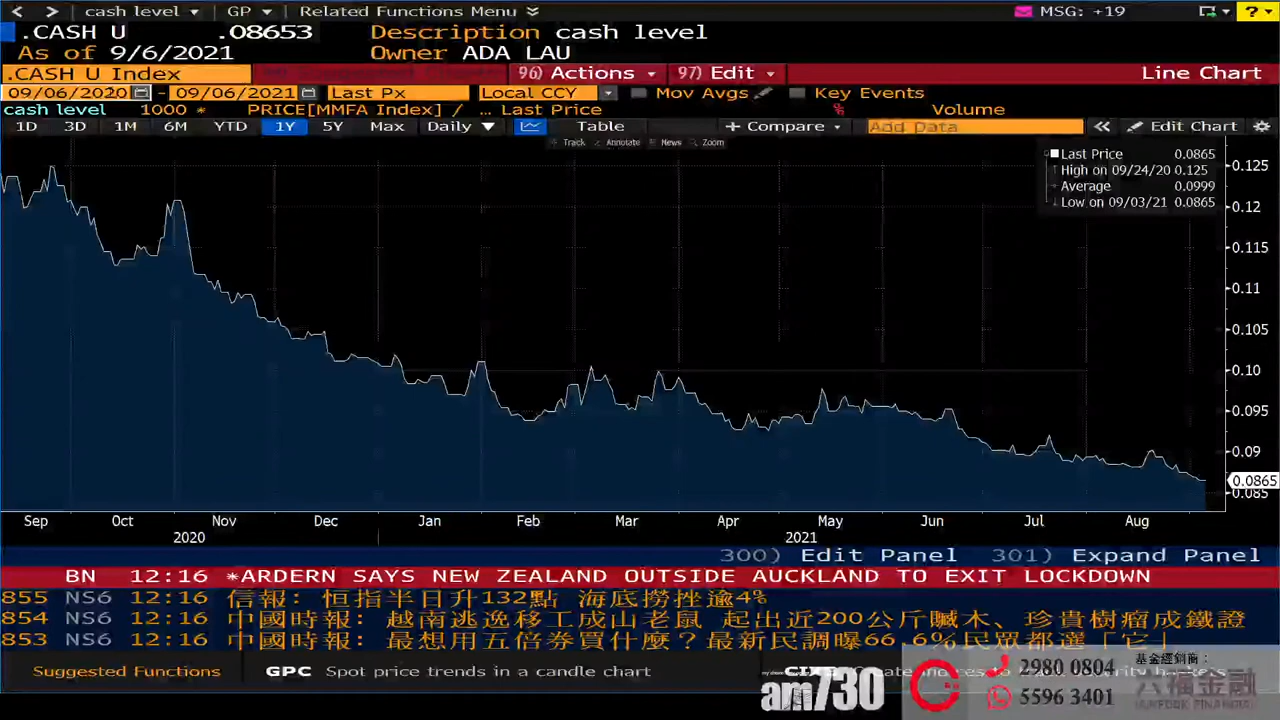 cash level GP Related Functions Menu MSG: +19 ?
.CASH U .08653 Description cash level
As of 9/6/2021 Owner ADA LAU
.CASH U Index 96) Actions 97) Edit Line Chart
09/06/2020 - 09/06/2021 Last Px Local CCY Mov Avgs Key Events
cash level 1000 * PRICE[MMFA Index] / ... Last Price % Volume
1D 3D 1M 6M YTD 1Y 5Y Max Daily Table + Compare Add Data Edit Chart
Track Annotate News Zoom
Last Price 0.0865
High on 09/24/20 0.125
Average 0.0999
Low on 09/03/21 0.0865
0.125
0.12
0.115
0.11
0.105
0.10
0.095
0.09
0.0865
0.085
Sep Oct Nov Dec Jan Feb Mar Apr May Jun Jul Aug
2020 2021
300) Edit Panel 301) Expand Panel
BN 12:16 *ARDERN SAYS NEW ZEALAND OUTSIDE AUCKLAND TO EXIT LOCKDOWN
855 NS6 12:16 信報: 恒指半日升132點 海底撈挫逾4%
854 NS6 12:16 中國時報: 越南逃逸移工成山老鼠 起出近200公斤贓木、珍貴樹瘤成鐵證
853 NS6 12:16 中國時報: 最想用五倍券買什麼？最新民調曝66.6%民眾都選「它」
Suggested Functions GPC Spot price trends in a candle chart
am730
基金經銷商：
2980 0804
5596 3401